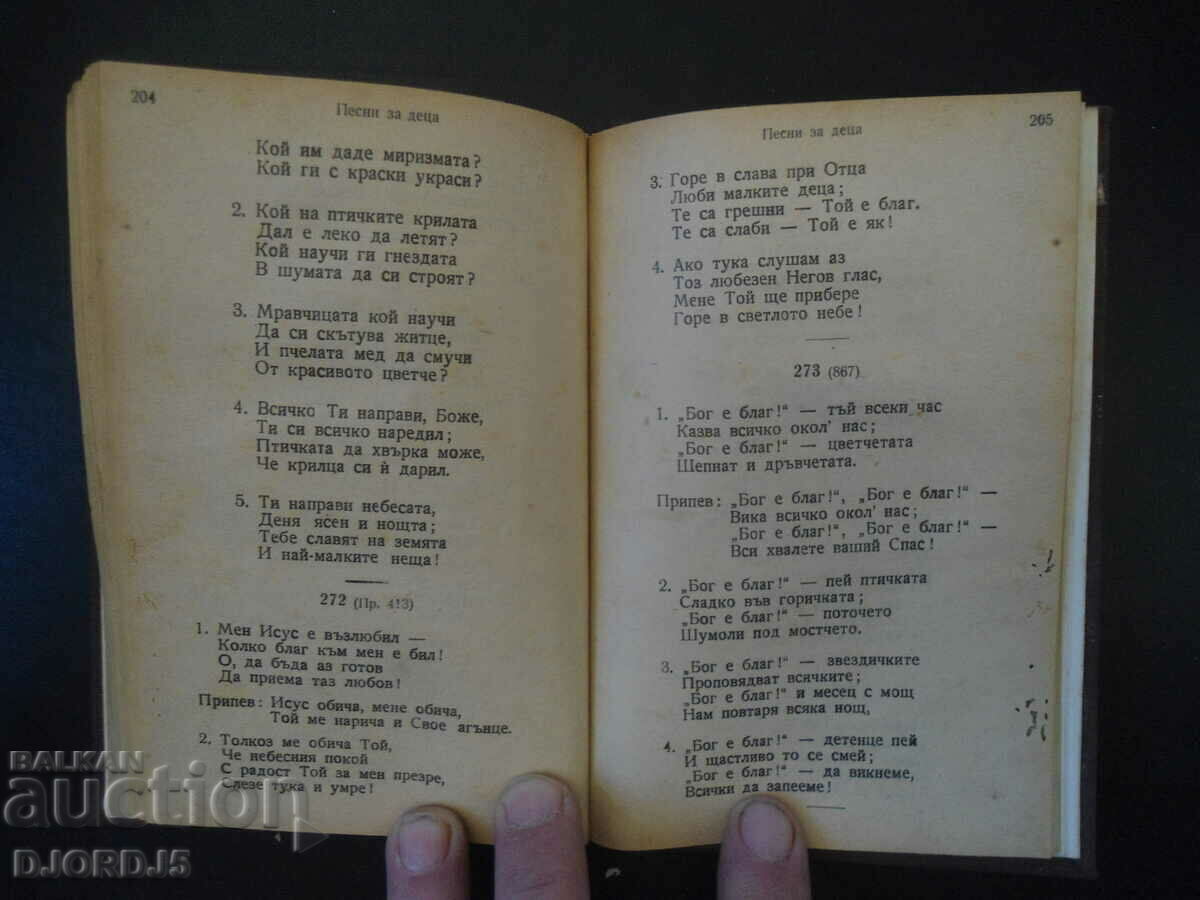 204
Песни за деца
Кой им даде миризмата?
Кой ги с краски украси?
2. Кой на птичките крилата
Дал е леко да летят?
Кой научи ги гнездата
В шумата да си строят?
3. Мравчицата кой научи
Да си скътува житце,
И пчелата мед да смучи
От красивото цветче?
4. Всичко Ти направи, Боже,
Ти си всичко наредил;
Птичката да хвърка може,
Че крилца си ѝ дарил.
5. Ти направи небесата,
Деня ясен и нощта;
Тебе славят на земята
И най-малките неща!
272 (Пр. 413)
1. Мен Исус е възлюбил —
Колко благ към мен е бил!
О, да бъда аз готов
Да приема таз любов!
Припев: Исус обича, мене обича,
Той ме нарича и Свое агънце.
2. Толкоз ме обича Той,
Че небесния покой
С радост Той за мен презре,
Слезе тука и умре!
Песни за деца
205
3. Горе в слава при Отца
Люби малките деца;
Те са грешни — Той е благ.
Те са слаби — Той е як!
4. Ако тука слушам аз
Тоз любезен Негов глас,
Мене Той ще прибере
Горе в светлото небе!
273 (867)
1. „Бог е благ!“ — тъй всеки час
Казва всичко окол’ нас;
„Бог е благ!“ — цветчетата
Шепнат и дръвчетата.
Припев: „Бог е благ!“, „Бог е благ!“ —
Вика всичко окол’ нас;
„Бог е благ!“, „Бог е благ!“ —
Вси хвалете ваший Спас!
2. „Бог е благ!“ — пей птичката
Сладко във горичката;
„Бог е благ!“ — поточето
Шумоли под мостчето.
3. „Бог е благ!“ — звездичките
Проповядват всичките;
„Бог е благ!“ и месец с мощ
Нам повтаря всяка нощ,
4. „Бог е благ!“ — детенце пей
И щастливо то се смей;
„Бог е благ!“ — да викнеме,
Всички да запееме!
BALKAN
auction
DJORDJ5